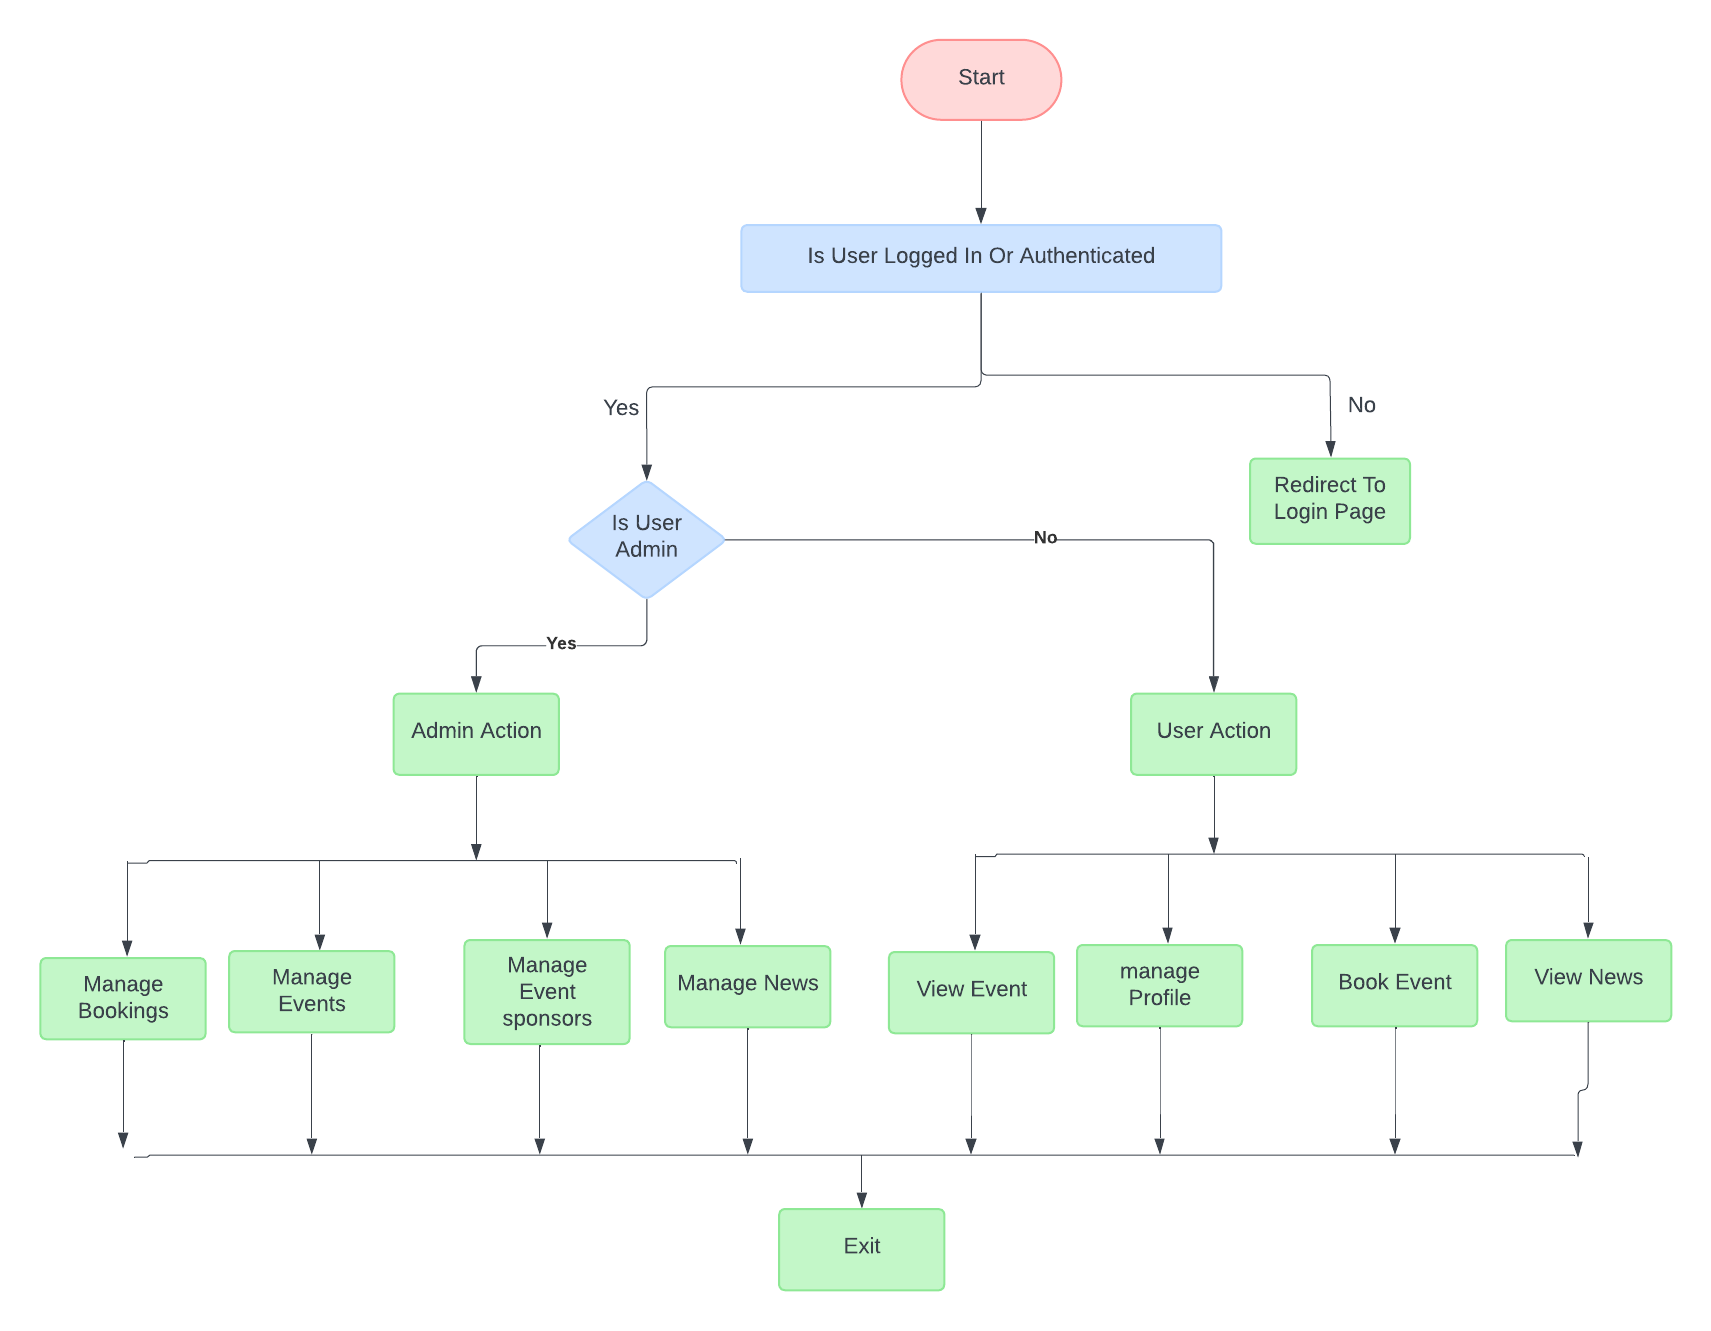 Start
Is User Logged In Or Authenticated
Yes
No
Redirect To
Login Page
Is User
Admin
No
Yes
Admin Action
User Action
Manage
Bookings
Manage
Events
Manage
Event
sponsors
Manage News
View Event
manage
Profile
Book Event
View News
Exit